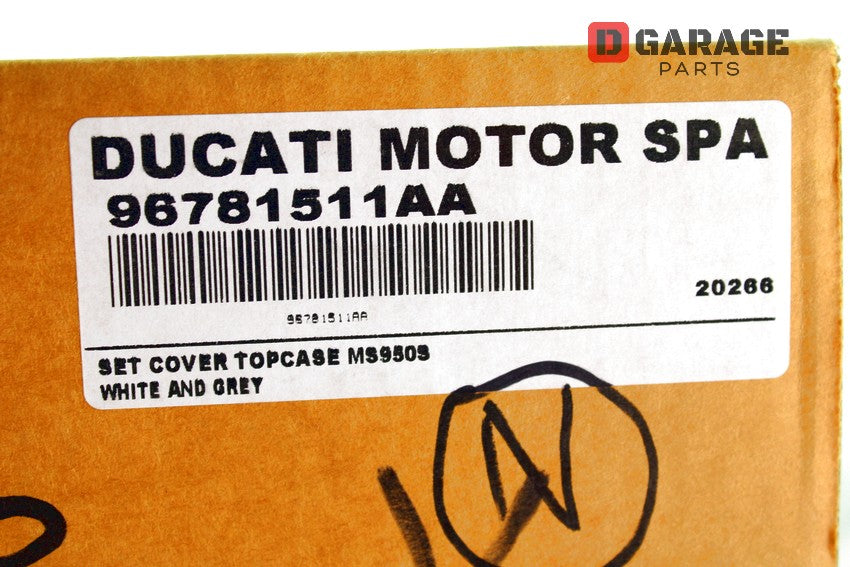 D GARAGE
PARTS
DUCATI MOTOR SPA
96781511AA
96781511AA
20266
SET COVER TOPCASE MS950S
WHITE AND GREY
N